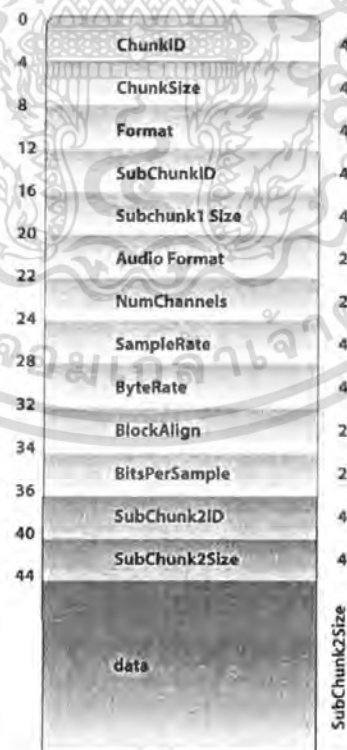 0
ChunkID 4
4
ChunkSize 4
8
Format 4
12
SubChunkID 4
16
Subchunk1 Size 4
20
Audio Format 2
22
NumChannels 2
24
SampleRate 4
28
ByteRate 4
32
BlockAlign 2
34
BitsPerSample 2
36
SubChunk2ID 4
40
SubChunk2Size 4
44
data
SubChunk2Size